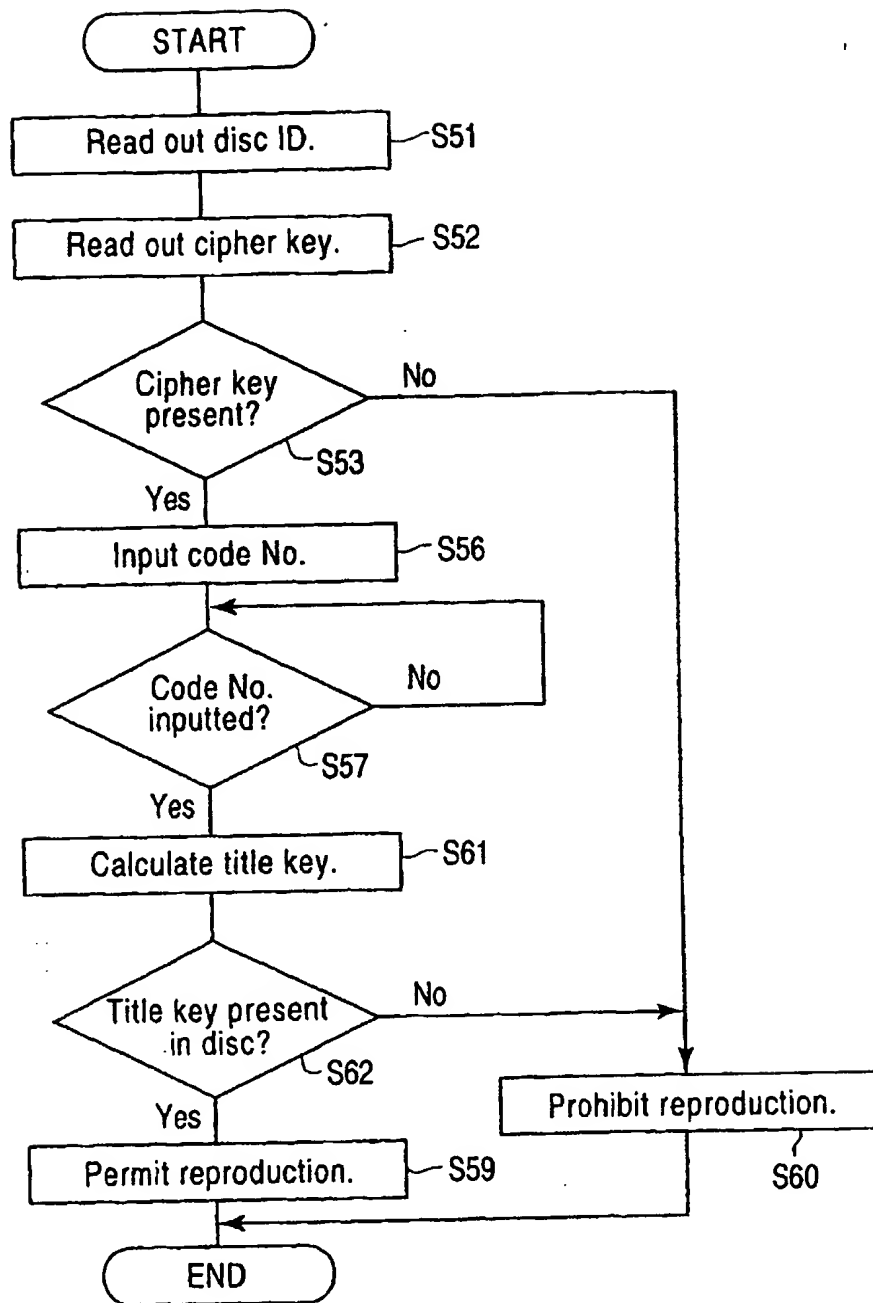 START
Read out disc ID.
S51
Read out cipher key.
S52
Cipher key
present?
No
S53
Yes
Input code No.
S56
Code No.
inputted?
No
S57
Yes
Calculate title key.
S61
Title key present
in disc?
No
S62
Yes
Prohibit reproduction.
S60
Permit reproduction.
S59
END